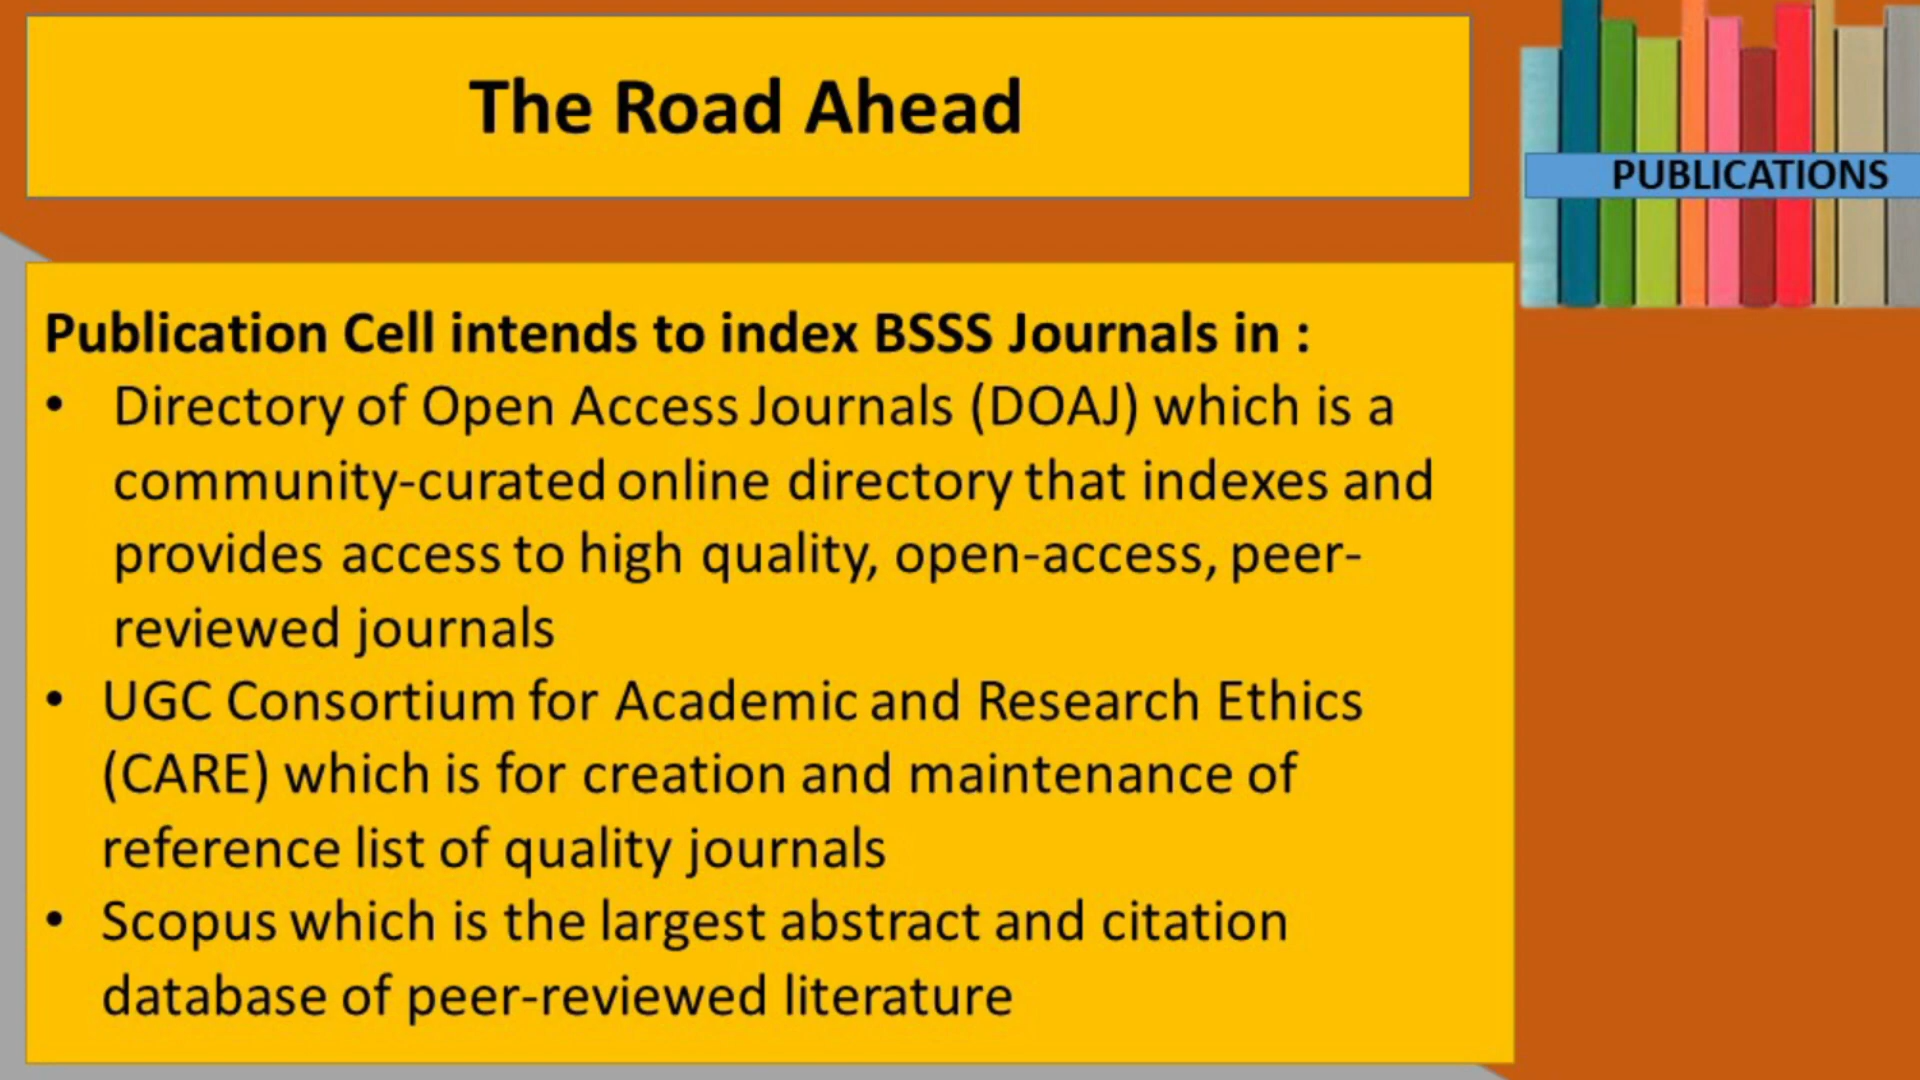 The Road Ahead
PUBLICATIONS
Publication Cell intends to index BSSS Journals in :
• Directory of Open Access Journals (DOAJ) which is a
community-curated online directory that indexes and
provides access to high quality, open-access, peer-
reviewed journals
• UGC Consortium for Academic and Research Ethics
(CARE) which is for creation and maintenance of
reference list of quality journals
• Scopus which is the largest abstract and citation
database of peer-reviewed literature